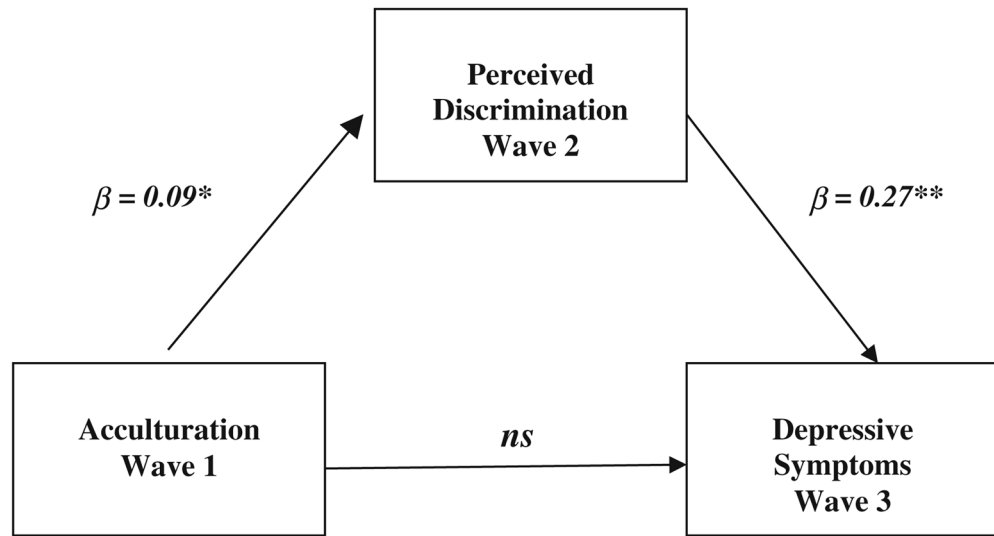 Perceived
Discrimination
Wave 2
β = 0.09*
β = 0.27**
Acculturation
Wave 1
ns
Depressive
Symptoms
Wave 3